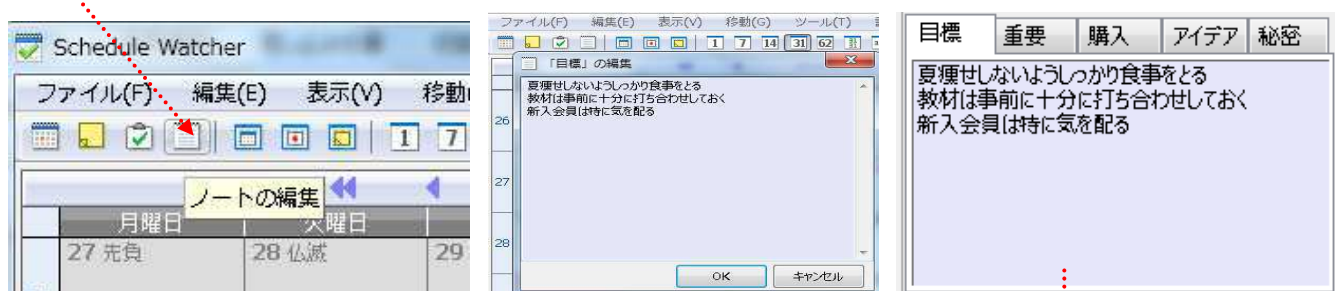 Schedule Watcher
ファイル(F) 編集(E) 表示(V) 移動
1 7
ノートの編集
月曜日 火曜日
27 先負 28 仏滅 29
ファイル(F) 編集(E) 表示(V) 移動(G) ツール(T)
1 7 14 31 62
「目標」の編集
夏痩せしないようしっかり食事をとる
教材は事前に十分に打ち合わせしておく
新入会員は特に気を配る
26
27
28
OK キャンセル
目標 重要 購入 アイデア 秘密
夏痩せしないようしっかり食事をとる
教材は事前に十分に打ち合わせしておく
新入会員は特に気を配る